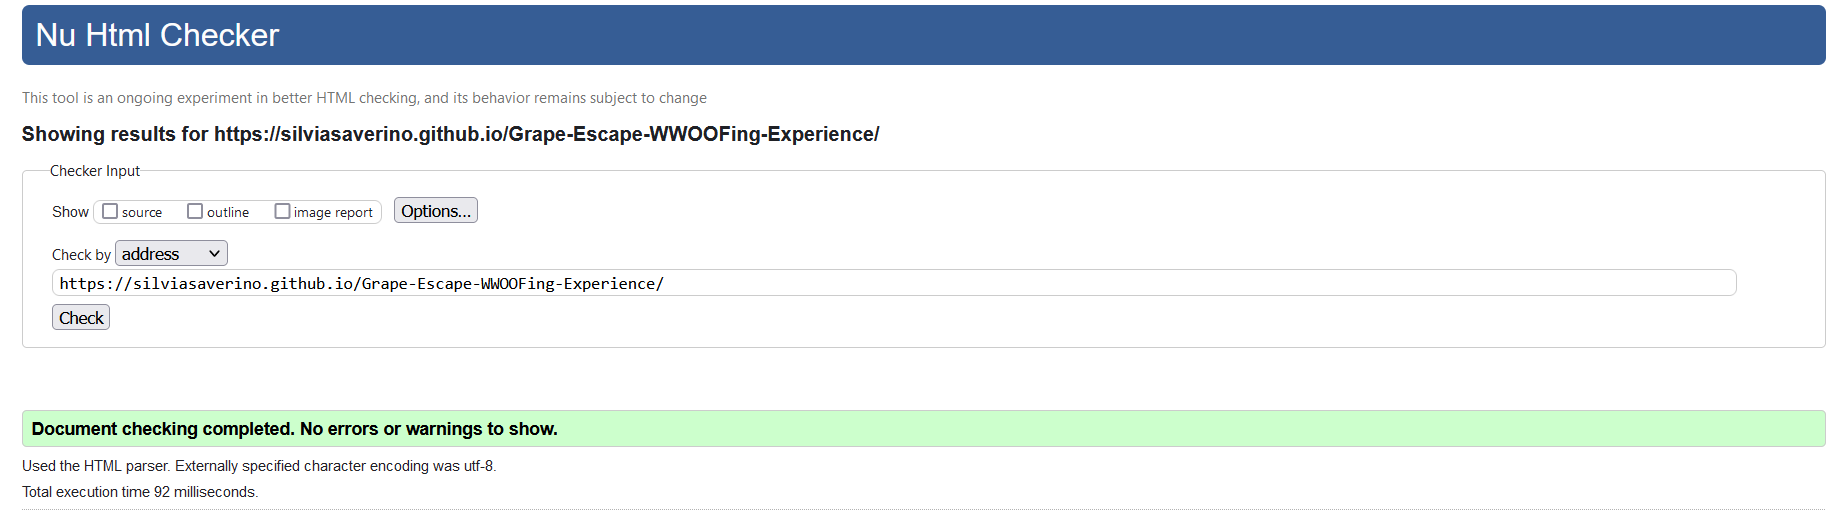 Nu Html Checker
This tool is an ongoing experiment in better HTML checking, and its behavior remains subject to change
Showing results for https://silviasaverino.github.io/Grape-Escape-WWOOFing-Experience/
Checker Input
Show source outline image report Options...
Check by address
https://silviasaverino.github.io/Grape-Escape-WWOOFing-Experience/
Check
Document checking completed. No errors or warnings to show.
Used the HTML parser. Externally specified character encoding was utf-8.
Total execution time 92 milliseconds.